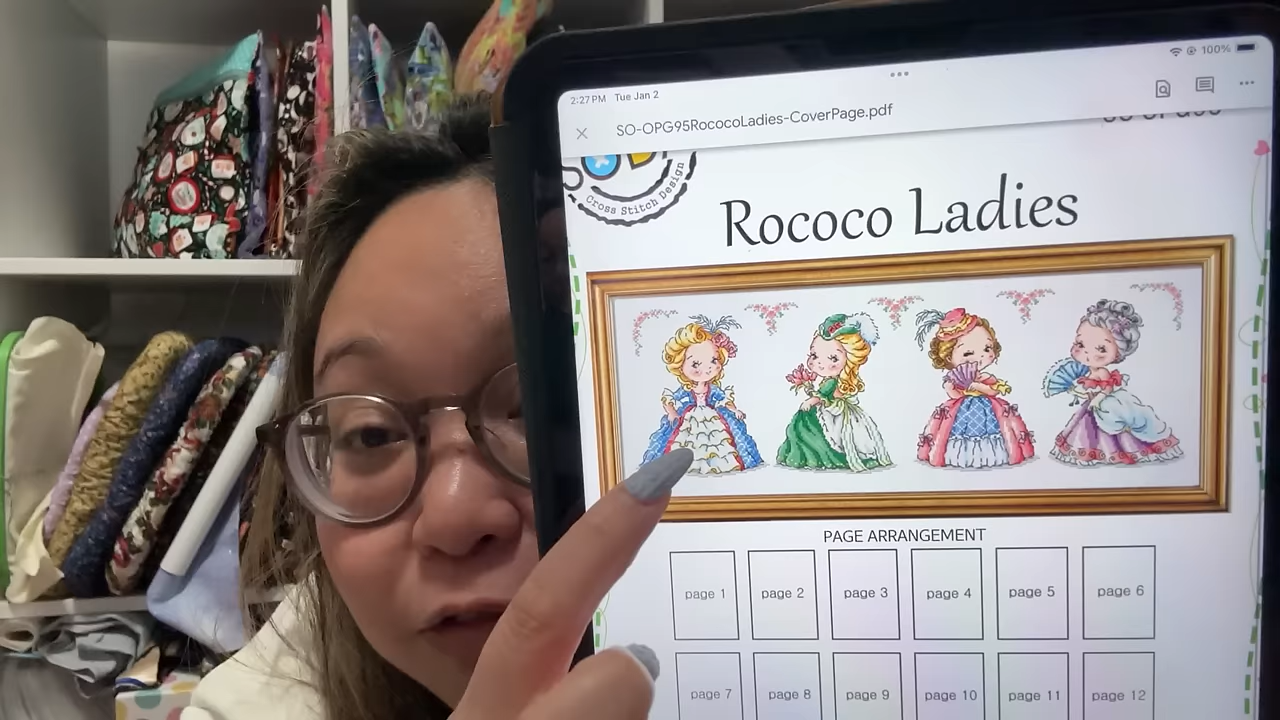 2:27 PM Tue Jan 2
100%
SO-OPG95RococoLadies-CoverPage.pdf
Cross Stitch Design
Rococo Ladies
PAGE ARRANGEMENT
page 1 page 2 page 3 page 4 page 5 page 6
page 7 page 8 page 9 page 10 page 11 page 12